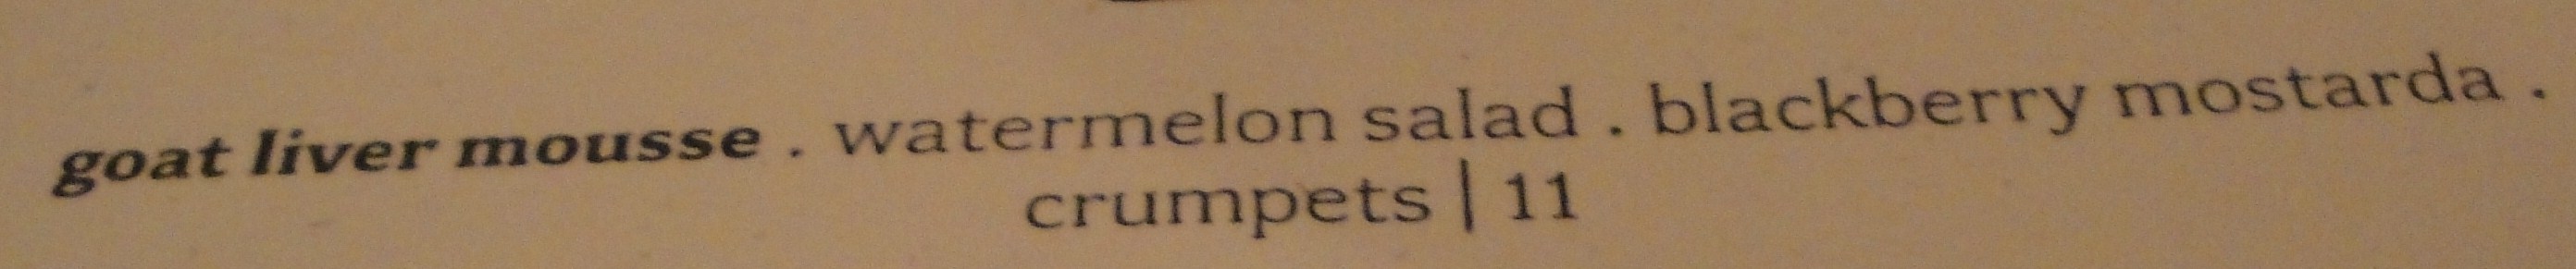 goat liver mousse . watermelon salad . blackberry mostarda .
crumpets | 11